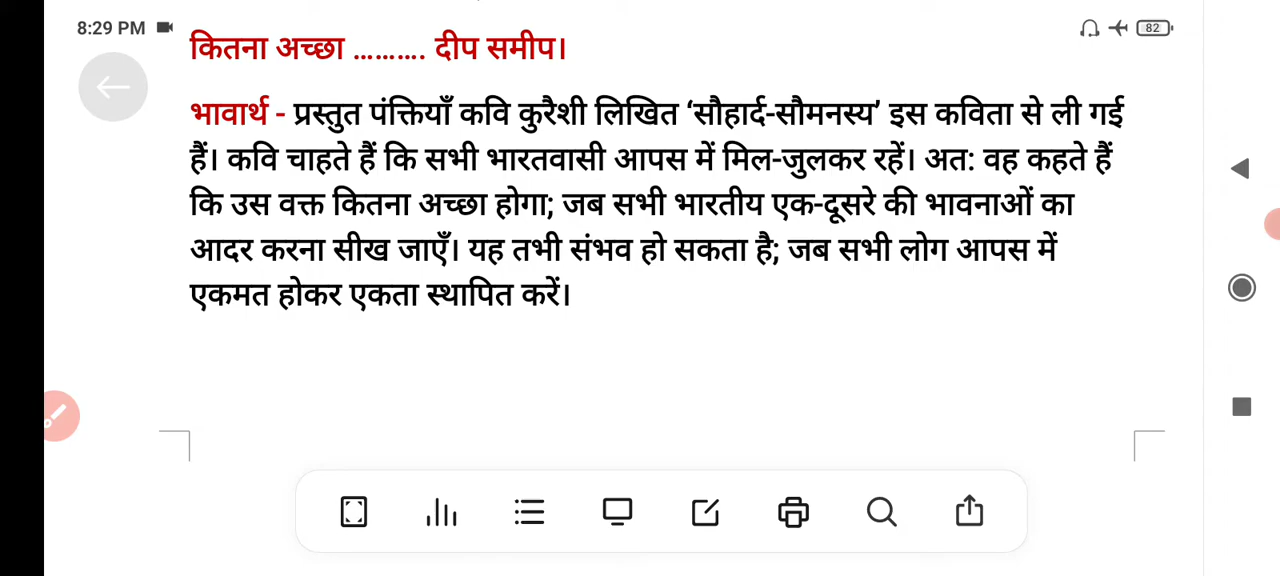 8:29 PM
82
कितना अच्छा ………. दीप समीप।
भावार्थ - प्रस्तुत पंक्तियाँ कवि कुरैशी लिखित ‘सौहार्द-सौमनस्य’ इस कविता से ली गई
हैं। कवि चाहते हैं कि सभी भारतवासी आपस में मिल-जुलकर रहें। अत: वह कहते हैं
कि उस वक्त कितना अच्छा होगा; जब सभी भारतीय एक-दूसरे की भावनाओं का
आदर करना सीख जाएँ। यह तभी संभव हो सकता है; जब सभी लोग आपस में
एकमत होकर एकता स्थापित करें।